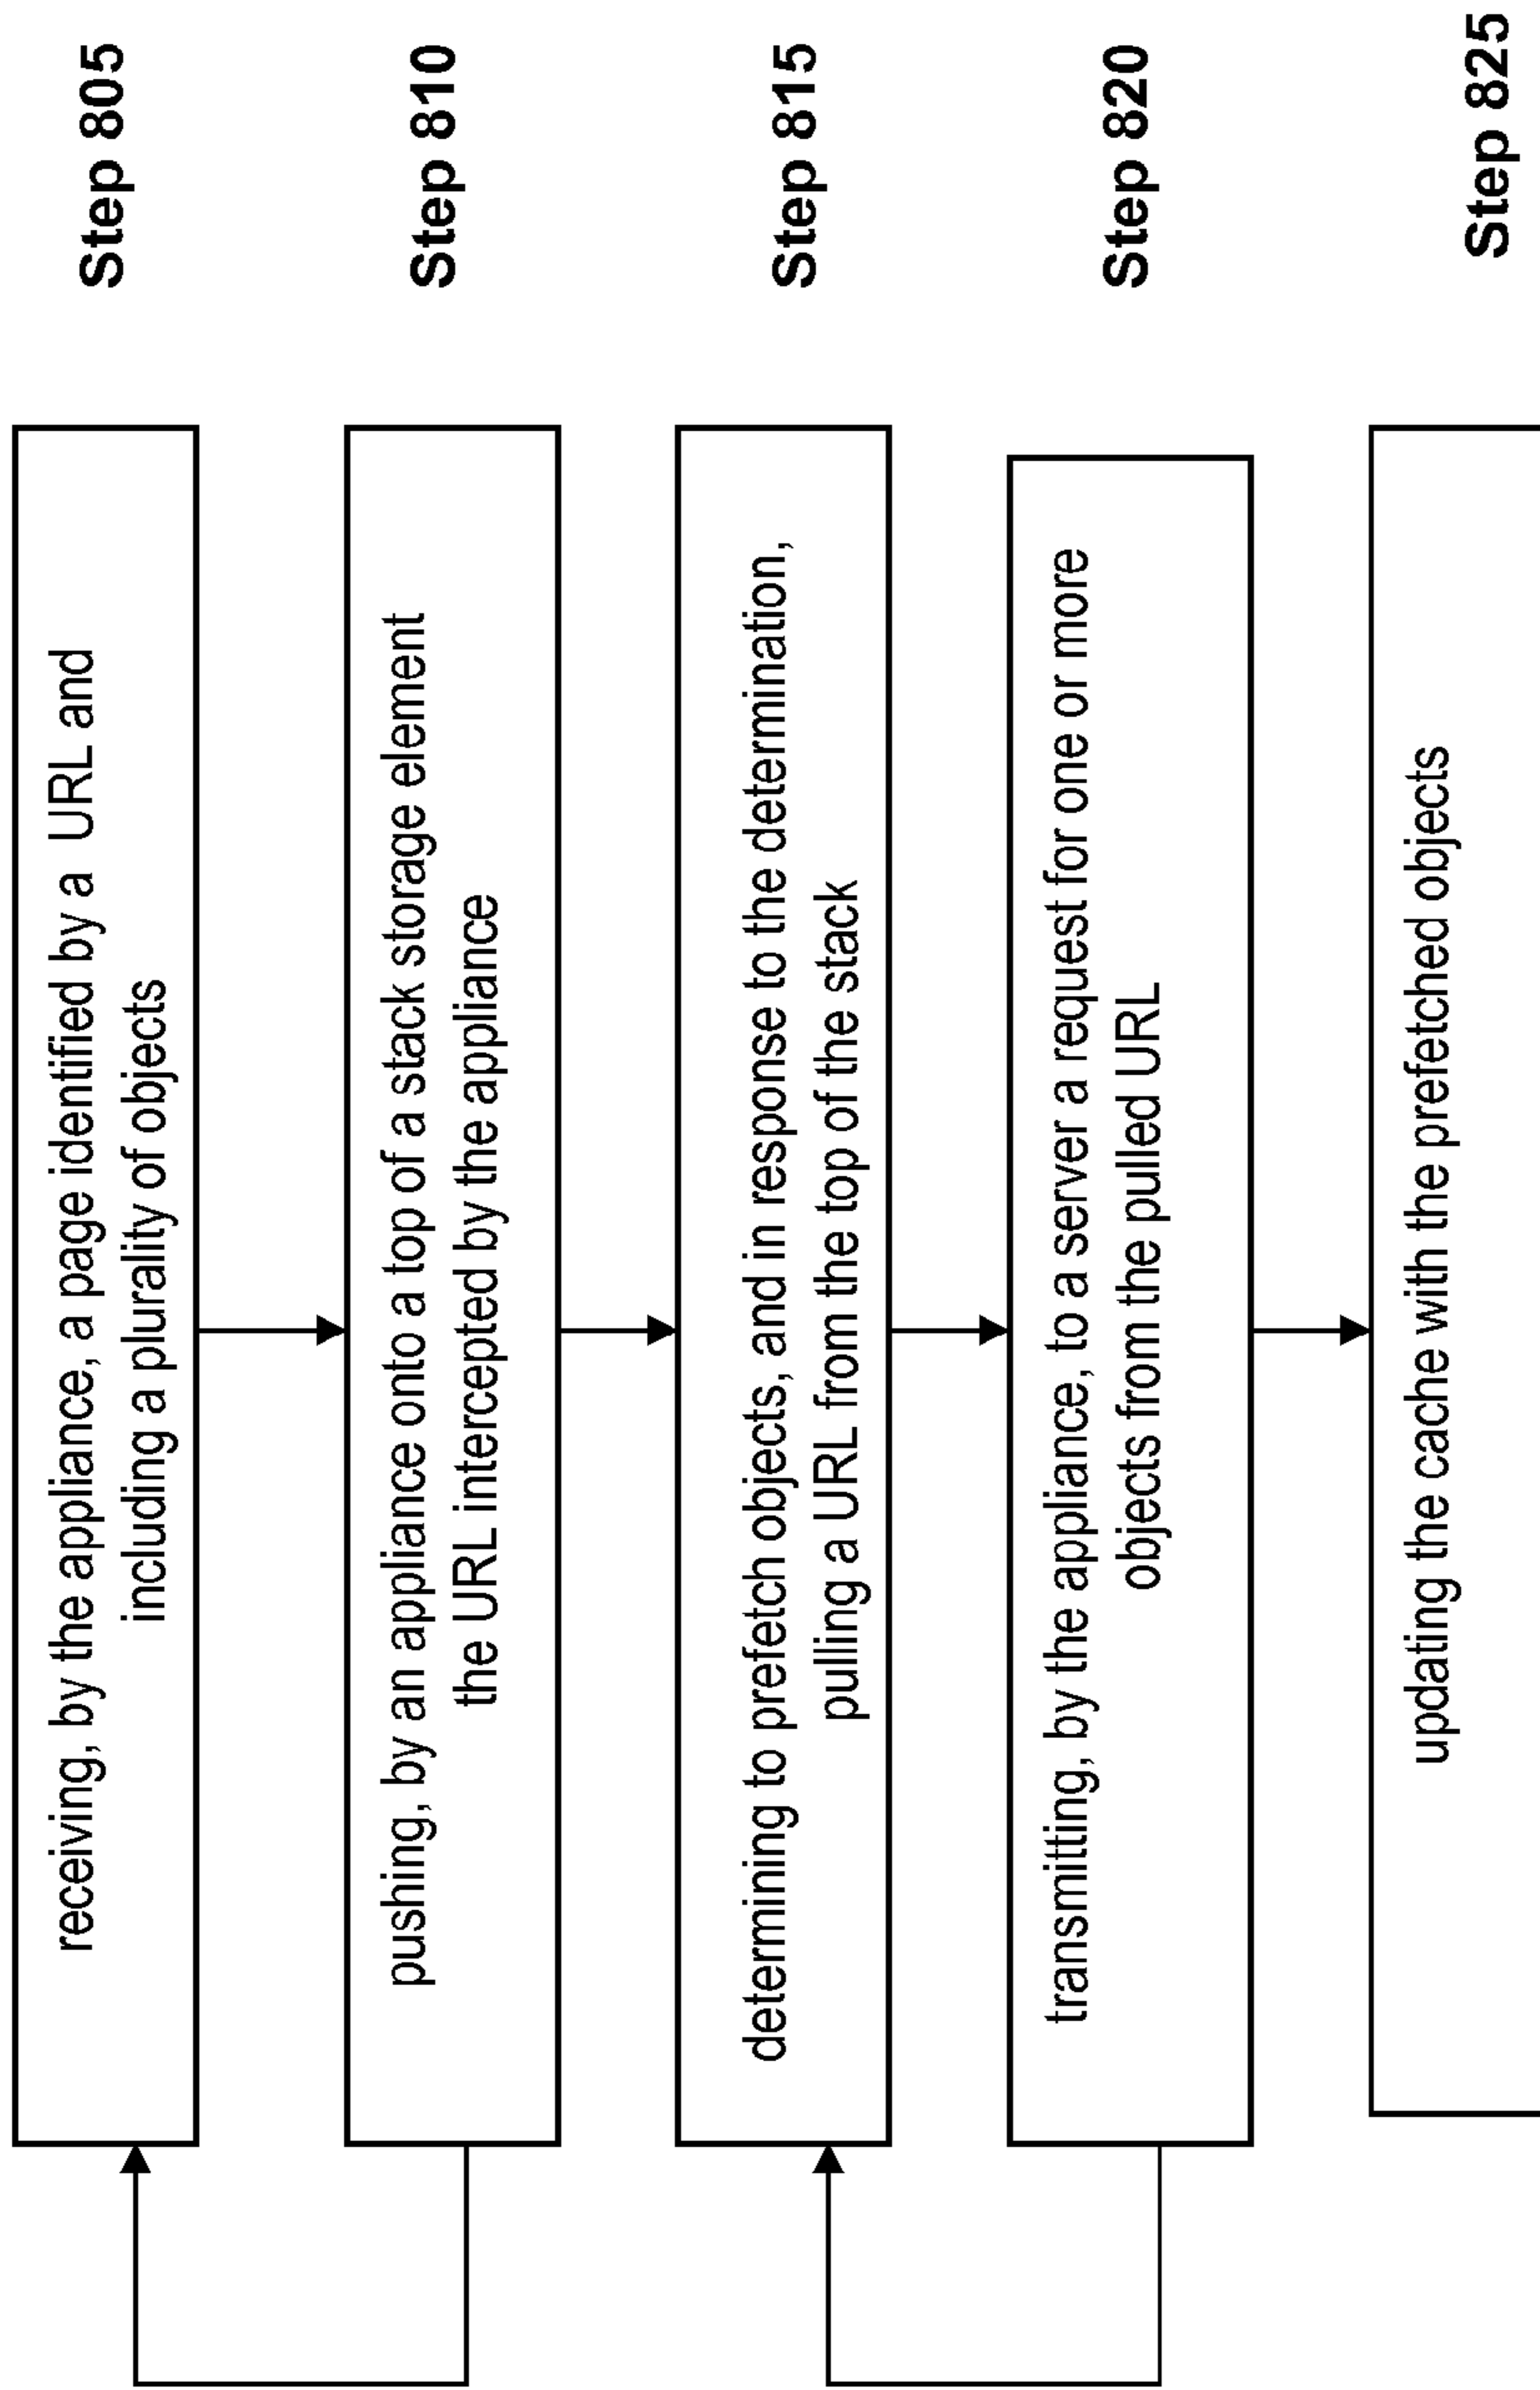 receiving, by the appliance, a page identified by a URL and
including a plurality of objects
Step 805
pushing, by an appliance onto a top of a stack storage element
the URL intercepted by the appliance
Step 810
determining to prefetch objects, and in response to the determination,
pulling a URL from the top of the stack
Step 815
transmitting, by the appliance, to a server a request for one or more
objects from the pulled URL
Step 820
updating the cache with the prefetched objects
Step 825